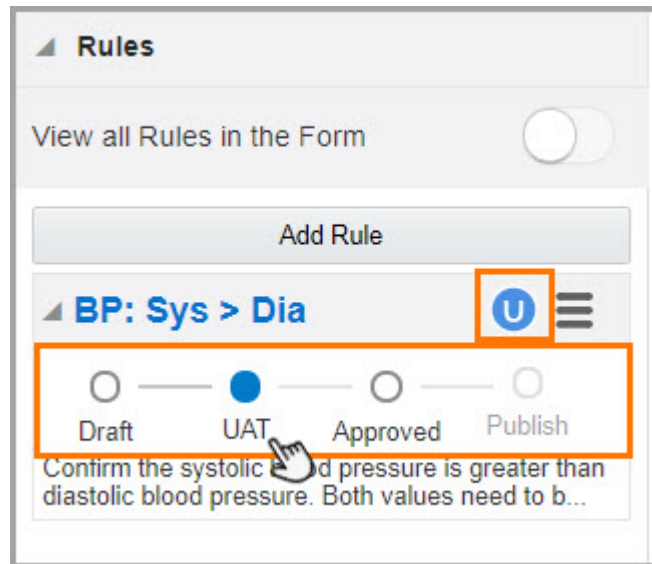 Rules
View all Rules in the Form
Add Rule
BP: Sys > Dia U
Draft UAT Approved Publish
Confirm the systolic d pressure is greater than
diastolic blood pressure. Both values need to b...